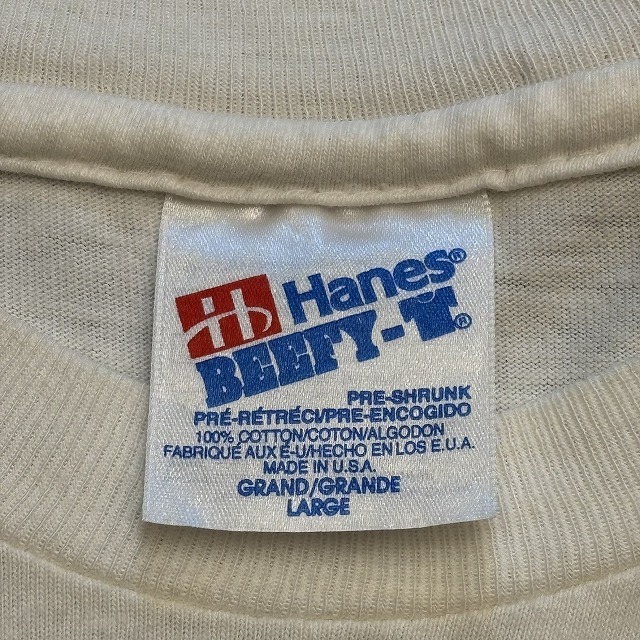 H Hanes®
BEEFY-T.®
PRE-SHRUNK
PRÉ-RÉTRÉCI/PRE-ENCOGIDO
100% COTTON/COTON/ALGODON
FABRIQUÉ AUX É-U/HECHO EN LOS E.U.A.
MADE IN U.S.A.
GRAND/GRANDE
LARGE